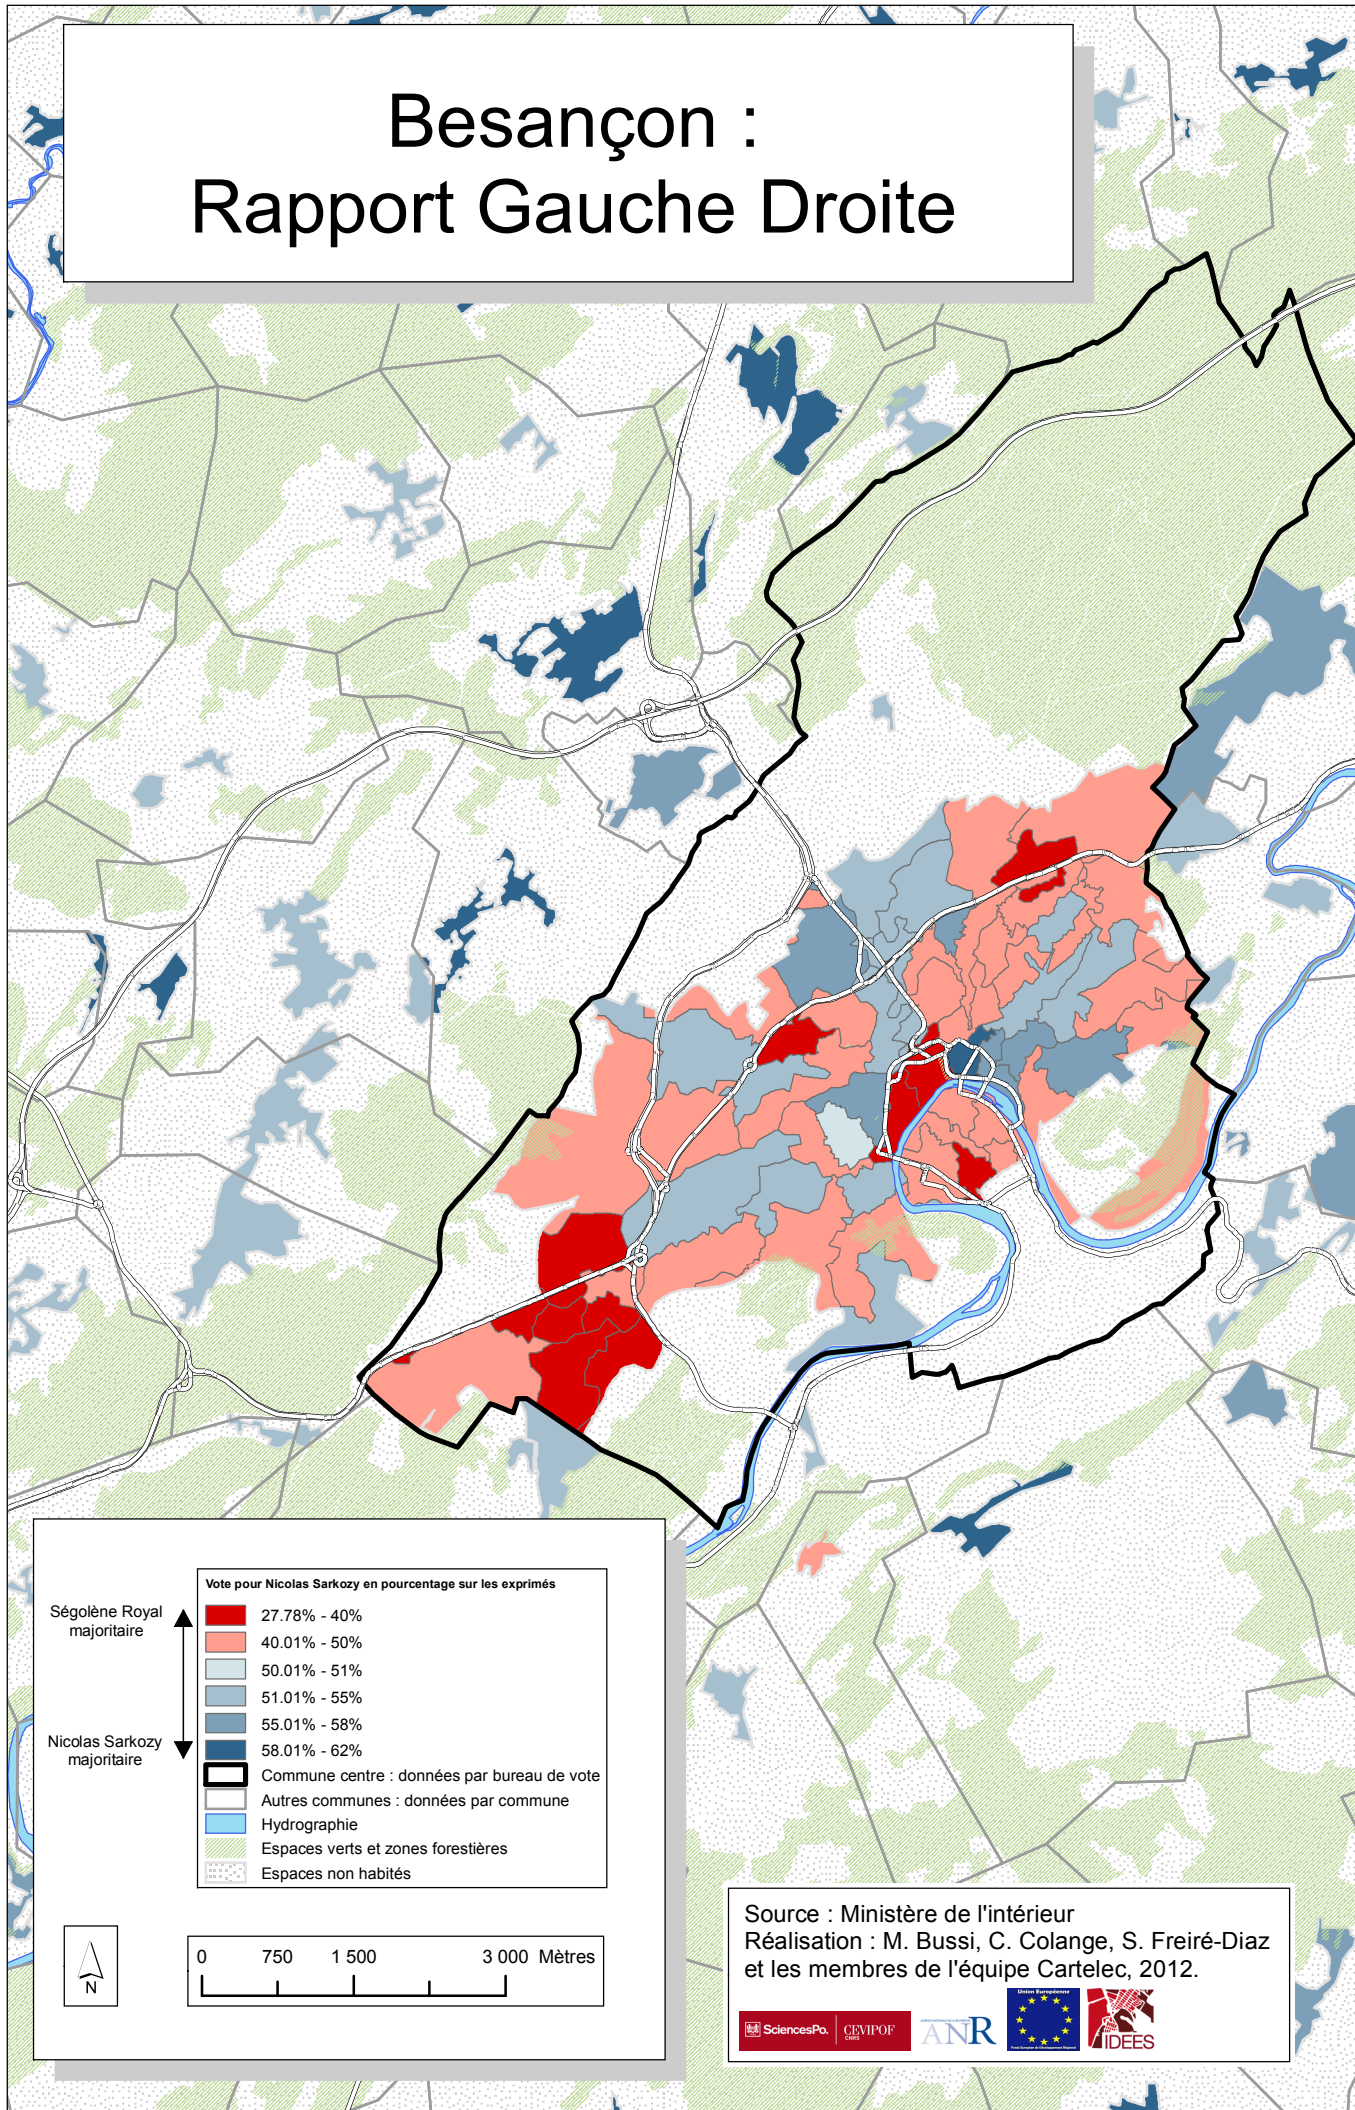 Besançon :
Rapport Gauche Droite
Vote pour Nicolas Sarkozy en pourcentage sur les exprimés
Ségolène Royal
majoritaire
27.78% - 40%
40.01% - 50%
50.01% - 51%
51.01% - 55%
55.01% - 58%
Nicolas Sarkozy
majoritaire
58.01% - 62%
Commune centre : données par bureau de vote
Autres communes : données par commune
Hydrographie
Espaces verts et zones forestières
Espaces non habités
N
0 750 1 500 3 000 Mètres
Source : Ministère de l'intérieur
Réalisation : M. Bussi, C. Colange, S. Freiré-Diaz
et les membres de l'équipe Cartelec, 2012.
SciencesPo. CEVIPOF
CNRS
ANR
Union Européenne
IDEES